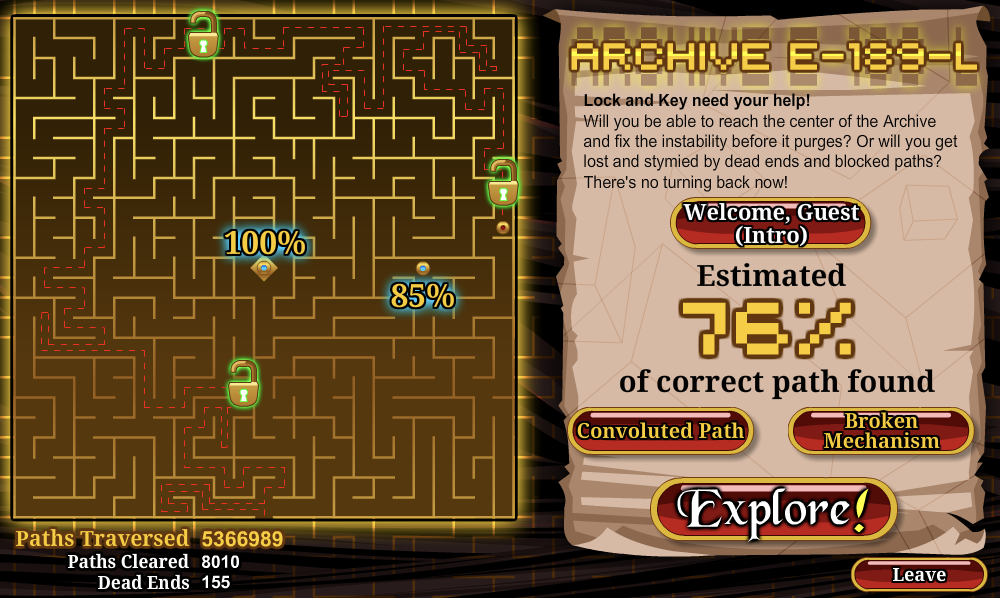 ARCHIVE E-189-L
Lock and Key need your help!
Will you be able to reach the center of the Archive
and fix the instability before it purges? Or will you get
lost and stymied by dead ends and blocked paths?
There's no turning back now!
Welcome, Guest
(Intro)
Estimated
76%
of correct path found
Convoluted Path
Broken
Mechanism
Explore!
Leave
100%
85%
Paths Traversed 5366989
Paths Cleared 8010
Dead Ends 155